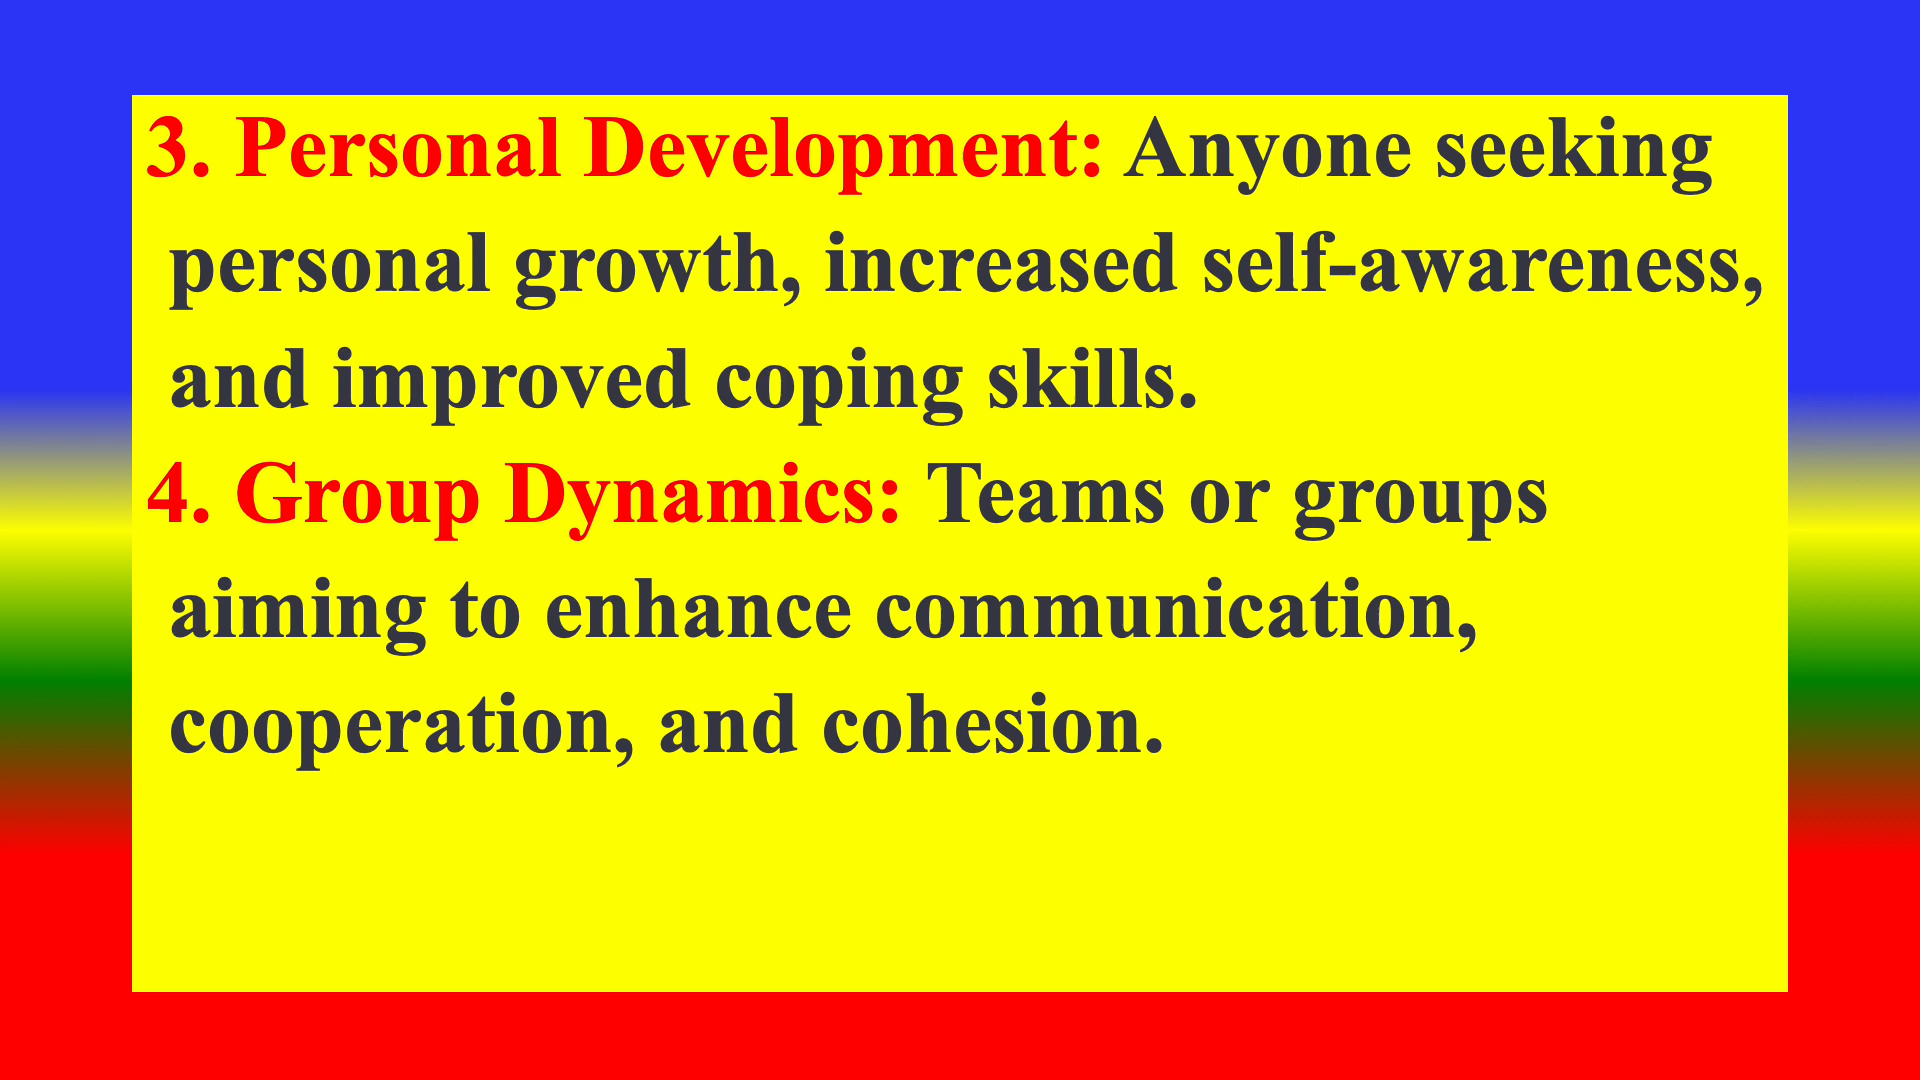 3. Personal Development: Anyone seeking
personal growth, increased self-awareness,
and improved coping skills.
4. Group Dynamics: Teams or groups
aiming to enhance communication,
cooperation, and cohesion.